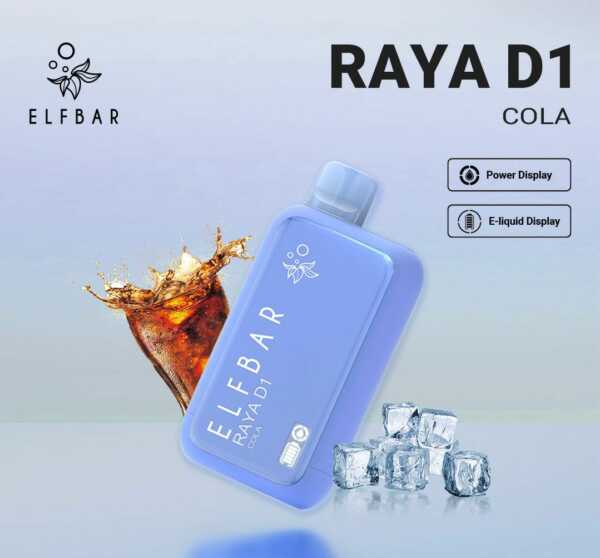 ELFBAR
RAYA D1
COLA
Power Display
E-liquid Display
ELFBAR
RAYA D1
COLA